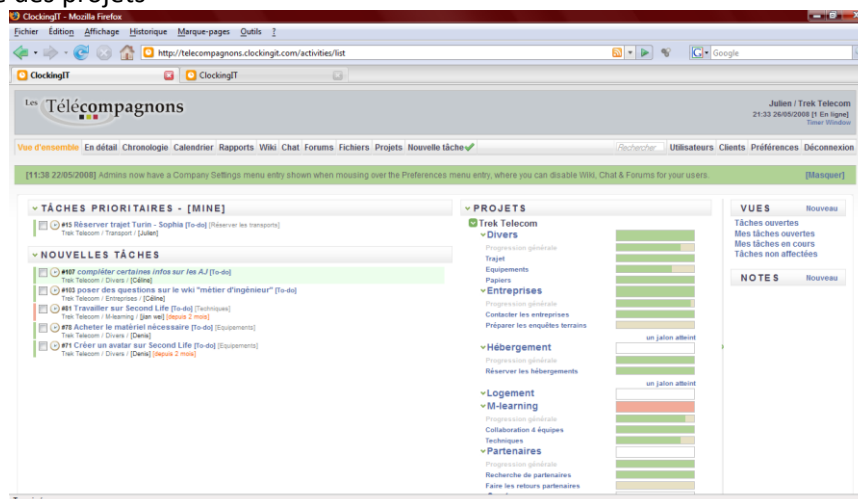 s des projets
ClockingIT - Mozilla Firefox
Fichier Édition Affichage Historique Marque-pages Outils ?
http://telecompagnons.clockingit.com/activities/list
Google
ClockingIT ClockingIT
Les Télécompagnons
Julien / Trek Telecom
21:33 26/05/2008 [1 En ligne]
Timer Window
Vue d'ensemble En détail Chronologie Calendrier Rapports Wiki Chat Forums Fichiers Projets Nouvelle tâche Rechercher Utilisateurs Clients Préférences Déconnexion
[11:38 22/05/2008] Admins now have a Company Settings menu entry shown when mousing over the Preferences menu entry, where you can disable Wiki, Chat & Forums for your users. [Masquer]
TÂCHES PRIORITAIRES - [MINE]
#15 Réserver trajet Turin - Sophia [To-do] [Réserver les transports]
Trek Telecom / Transport / [Julien]
NOUVELLES TÂCHES
#107 compléter certaines infos sur les AJ [To-do]
Trek Telecom / Divers / [Céline]
#103 poser des questions sur le wki "métier d'ingénieur" [To-do]
Trek Telecom / Entreprises / [Céline]
#81 Travailler sur Second Life [To-do] [Techniques]
Trek Telecom / M-learning / [jian wei] [depuis 2 mois]
#78 Acheter le matériel nécessaire [To-do] [Equipements]
Trek Telecom / Divers / [Denis]
#71 Créer un avatar sur Second Life [To-do] [Equipements]
Trek Telecom / Divers / [Denis] [depuis 2 mois]
PROJETS
Trek Telecom
Divers
Progression générale
Trajet
Equipements
Papiers
Entreprises
Progression générale
Contacter les entreprises
Préparer les enquêtes terrains
un jalon atteint
Hébergement
Progression générale
Réserver les hébergements
un jalon atteint
Logement
M-learning
Progression générale
Collaboration 4 équipes
Techniques
Partenaires
Progression générale
Recherche de partenaires
Faire les retours partenaires
VUES Nouveau
Tâches ouvertes
Mes tâches ouvertes
Mes tâches en cours
Tâches non affectées
NOTES Nouveau